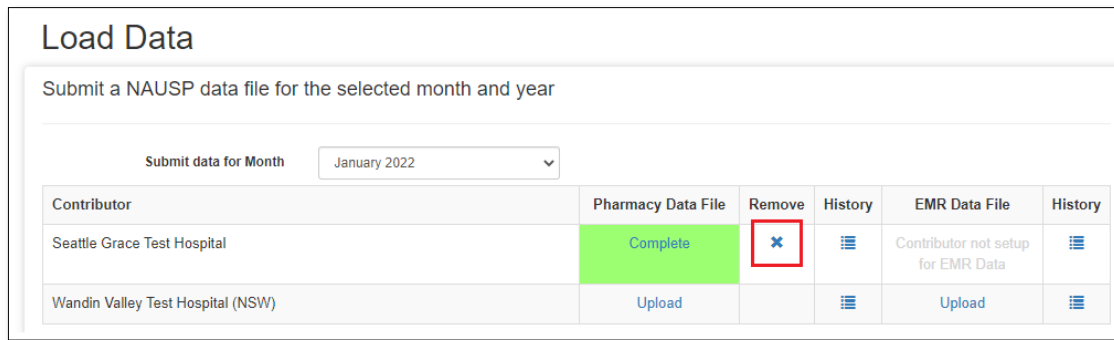 Load Data
Submit a NAUSP data file for the selected month and year
Submit data for Month January 2022
Contributor Pharmacy Data File Remove History EMR Data File History
Seattle Grace Test Hospital Complete Contributor not setup
for EMR Data
Wandin Valley Test Hospital (NSW) Upload Upload